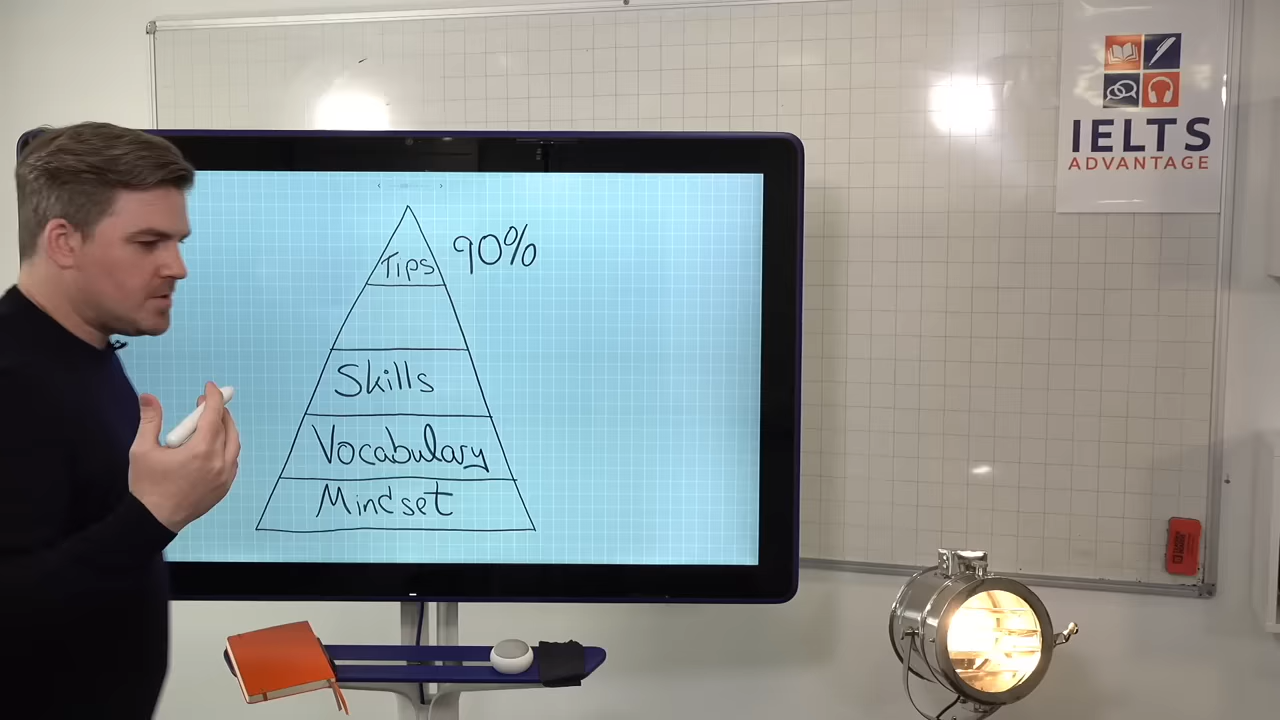 Tips 90%
Skills
Vocabulary
Mindset
IELTS
ADVANTAGE